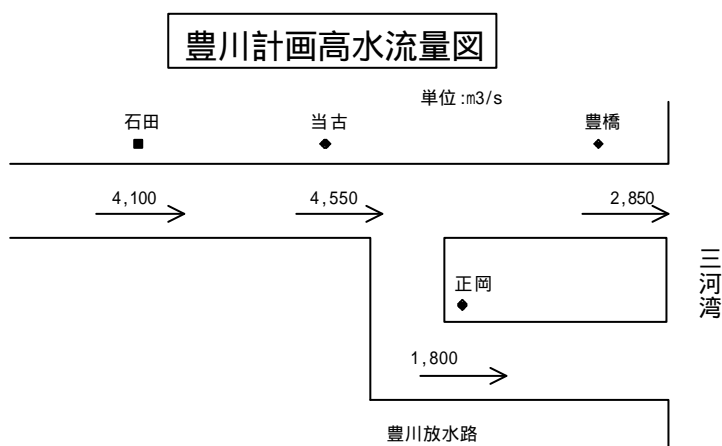 豊川計画高水流量図
単位:m3/s
石田
当古
豊橋
4,100
4,550
2,850
正岡
三河湾
1,800
豊川放水路